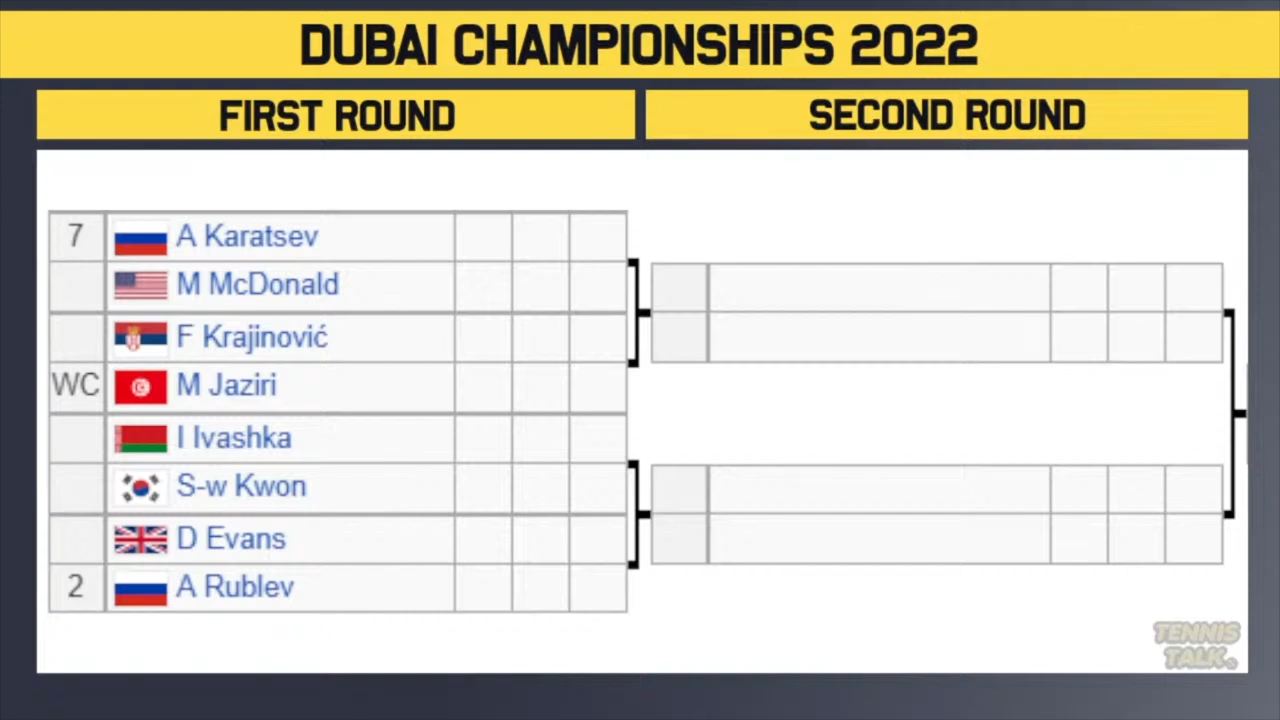 DUBAI CHAMPIONSHIPS 2022
FIRST ROUND
SECOND ROUND
7 A Karatsev
M McDonald
F Krajinović
WC M Jaziri
I Ivashka
S-w Kwon
D Evans
2 A Rublev
TENNIS
TALK